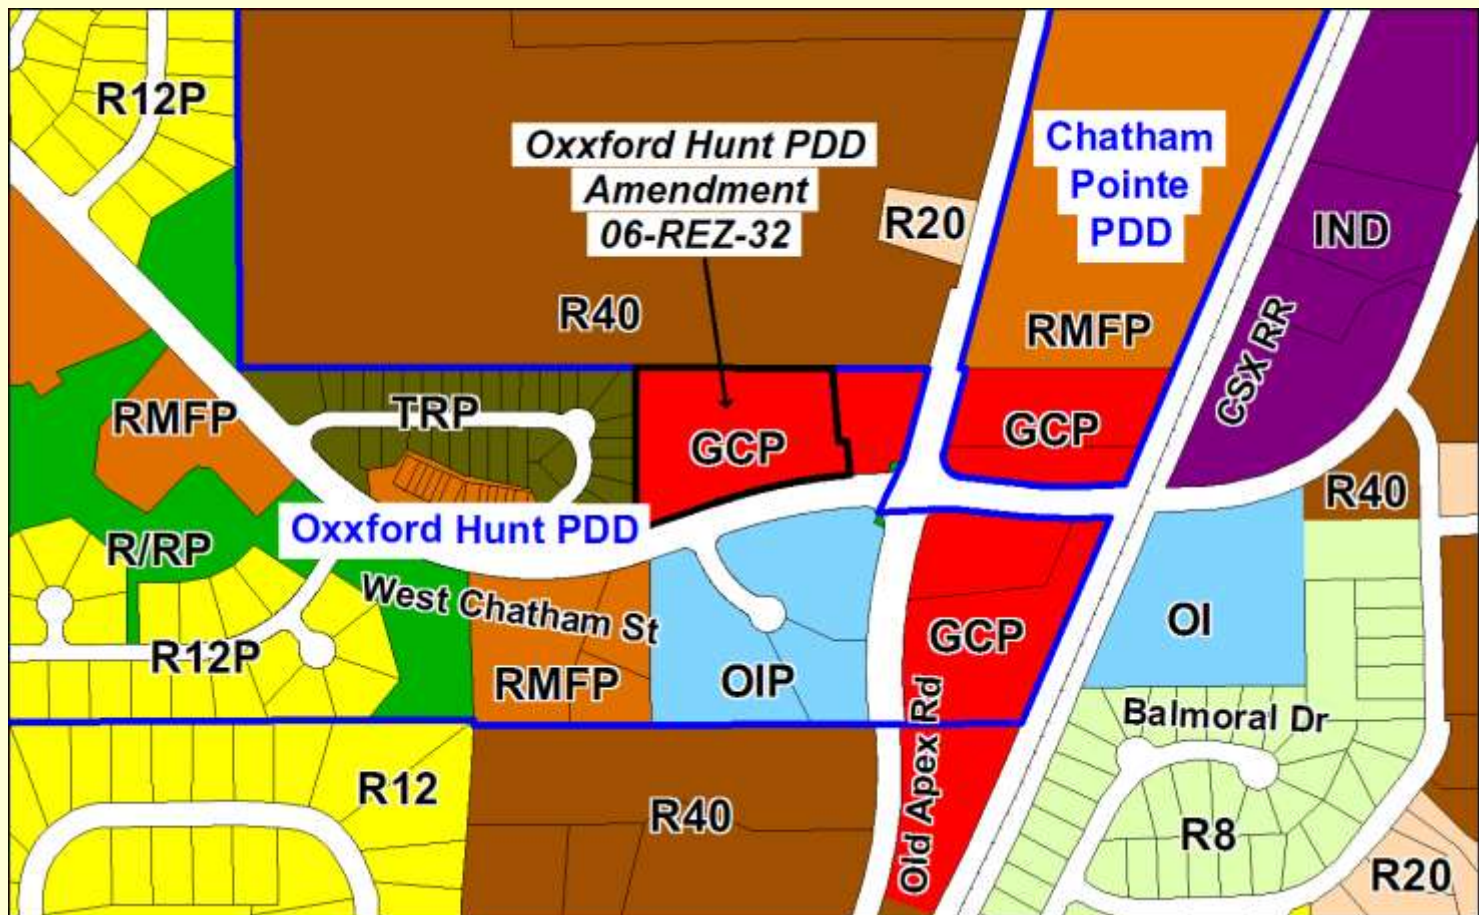 R12P
Oxxford Hunt PDD
Amendment
06-REZ-32
Chatham
Pointe
PDD
R20
IND
R40
RMFP
CSX RR
RMFP
TRP
GCP
GCP
R40
Oxxford Hunt PDD
R/RP
West Chatham St
OI
GCP
R12P
RMFP
OIP
Balmoral Dr
Old Apex Rd
R12
R40
R8
R20